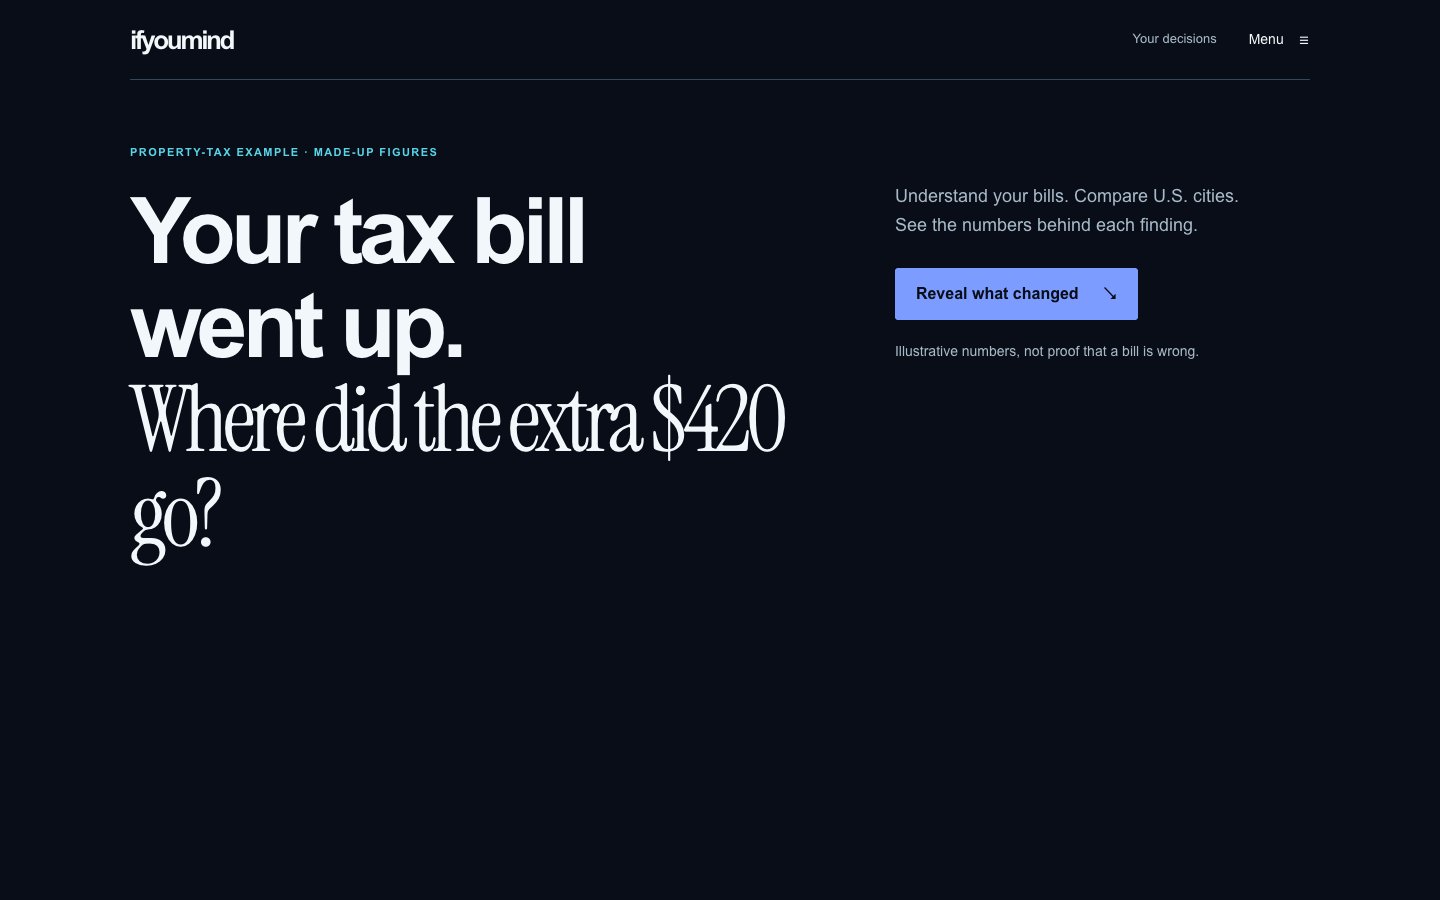 ifyoumind
Your decisions
Menu ≡
PROPERTY-TAX EXAMPLE · MADE-UP FIGURES
Your tax bill
went up.
Where did the extra $420
go?
Understand your bills. Compare U.S. cities.
See the numbers behind each finding.
Reveal what changed ↘
Illustrative numbers, not proof that a bill is wrong.